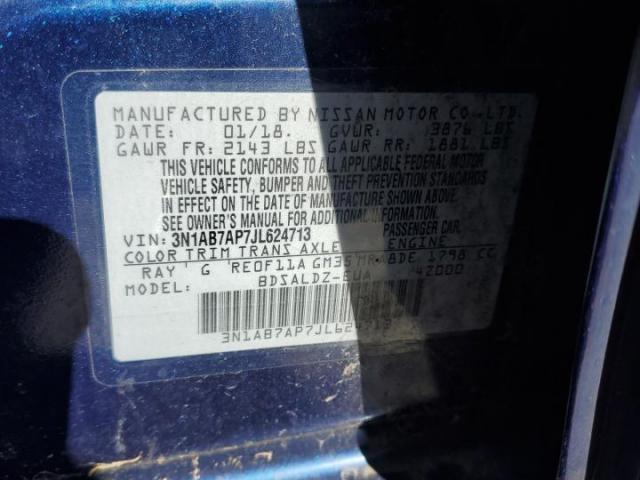 MANUFACTURED BY NISSAN MOTOR CO.,LTD.
DATE: 01/18. GVWR: 3876 LBS
GAWR FR: 2143 LBS GAWR RR: 1881 LBS
THIS VEHICLE CONFORMS TO ALL APPLICABLE FEDERAL MOTOR
VEHICLE SAFETY, BUMPER AND THEFT PREVENTION STANDARDS
IN EFFECT ON THE DATE OF MANUFACTURE SHOWN ABOVE.
SEE OWNER'S MANUAL FOR ADDITIONAL INFORMATION.
VIN: 3N1AB7AP7JL624713 PASSENGER CAR.
COLOR TRIM TRANS AXLE ENGINE
RAY G RE0F11A GM35 MRA8DE 1798 CC
MODEL: BDSALDZ-EUA 42000
3N1AB7AP7JL624713